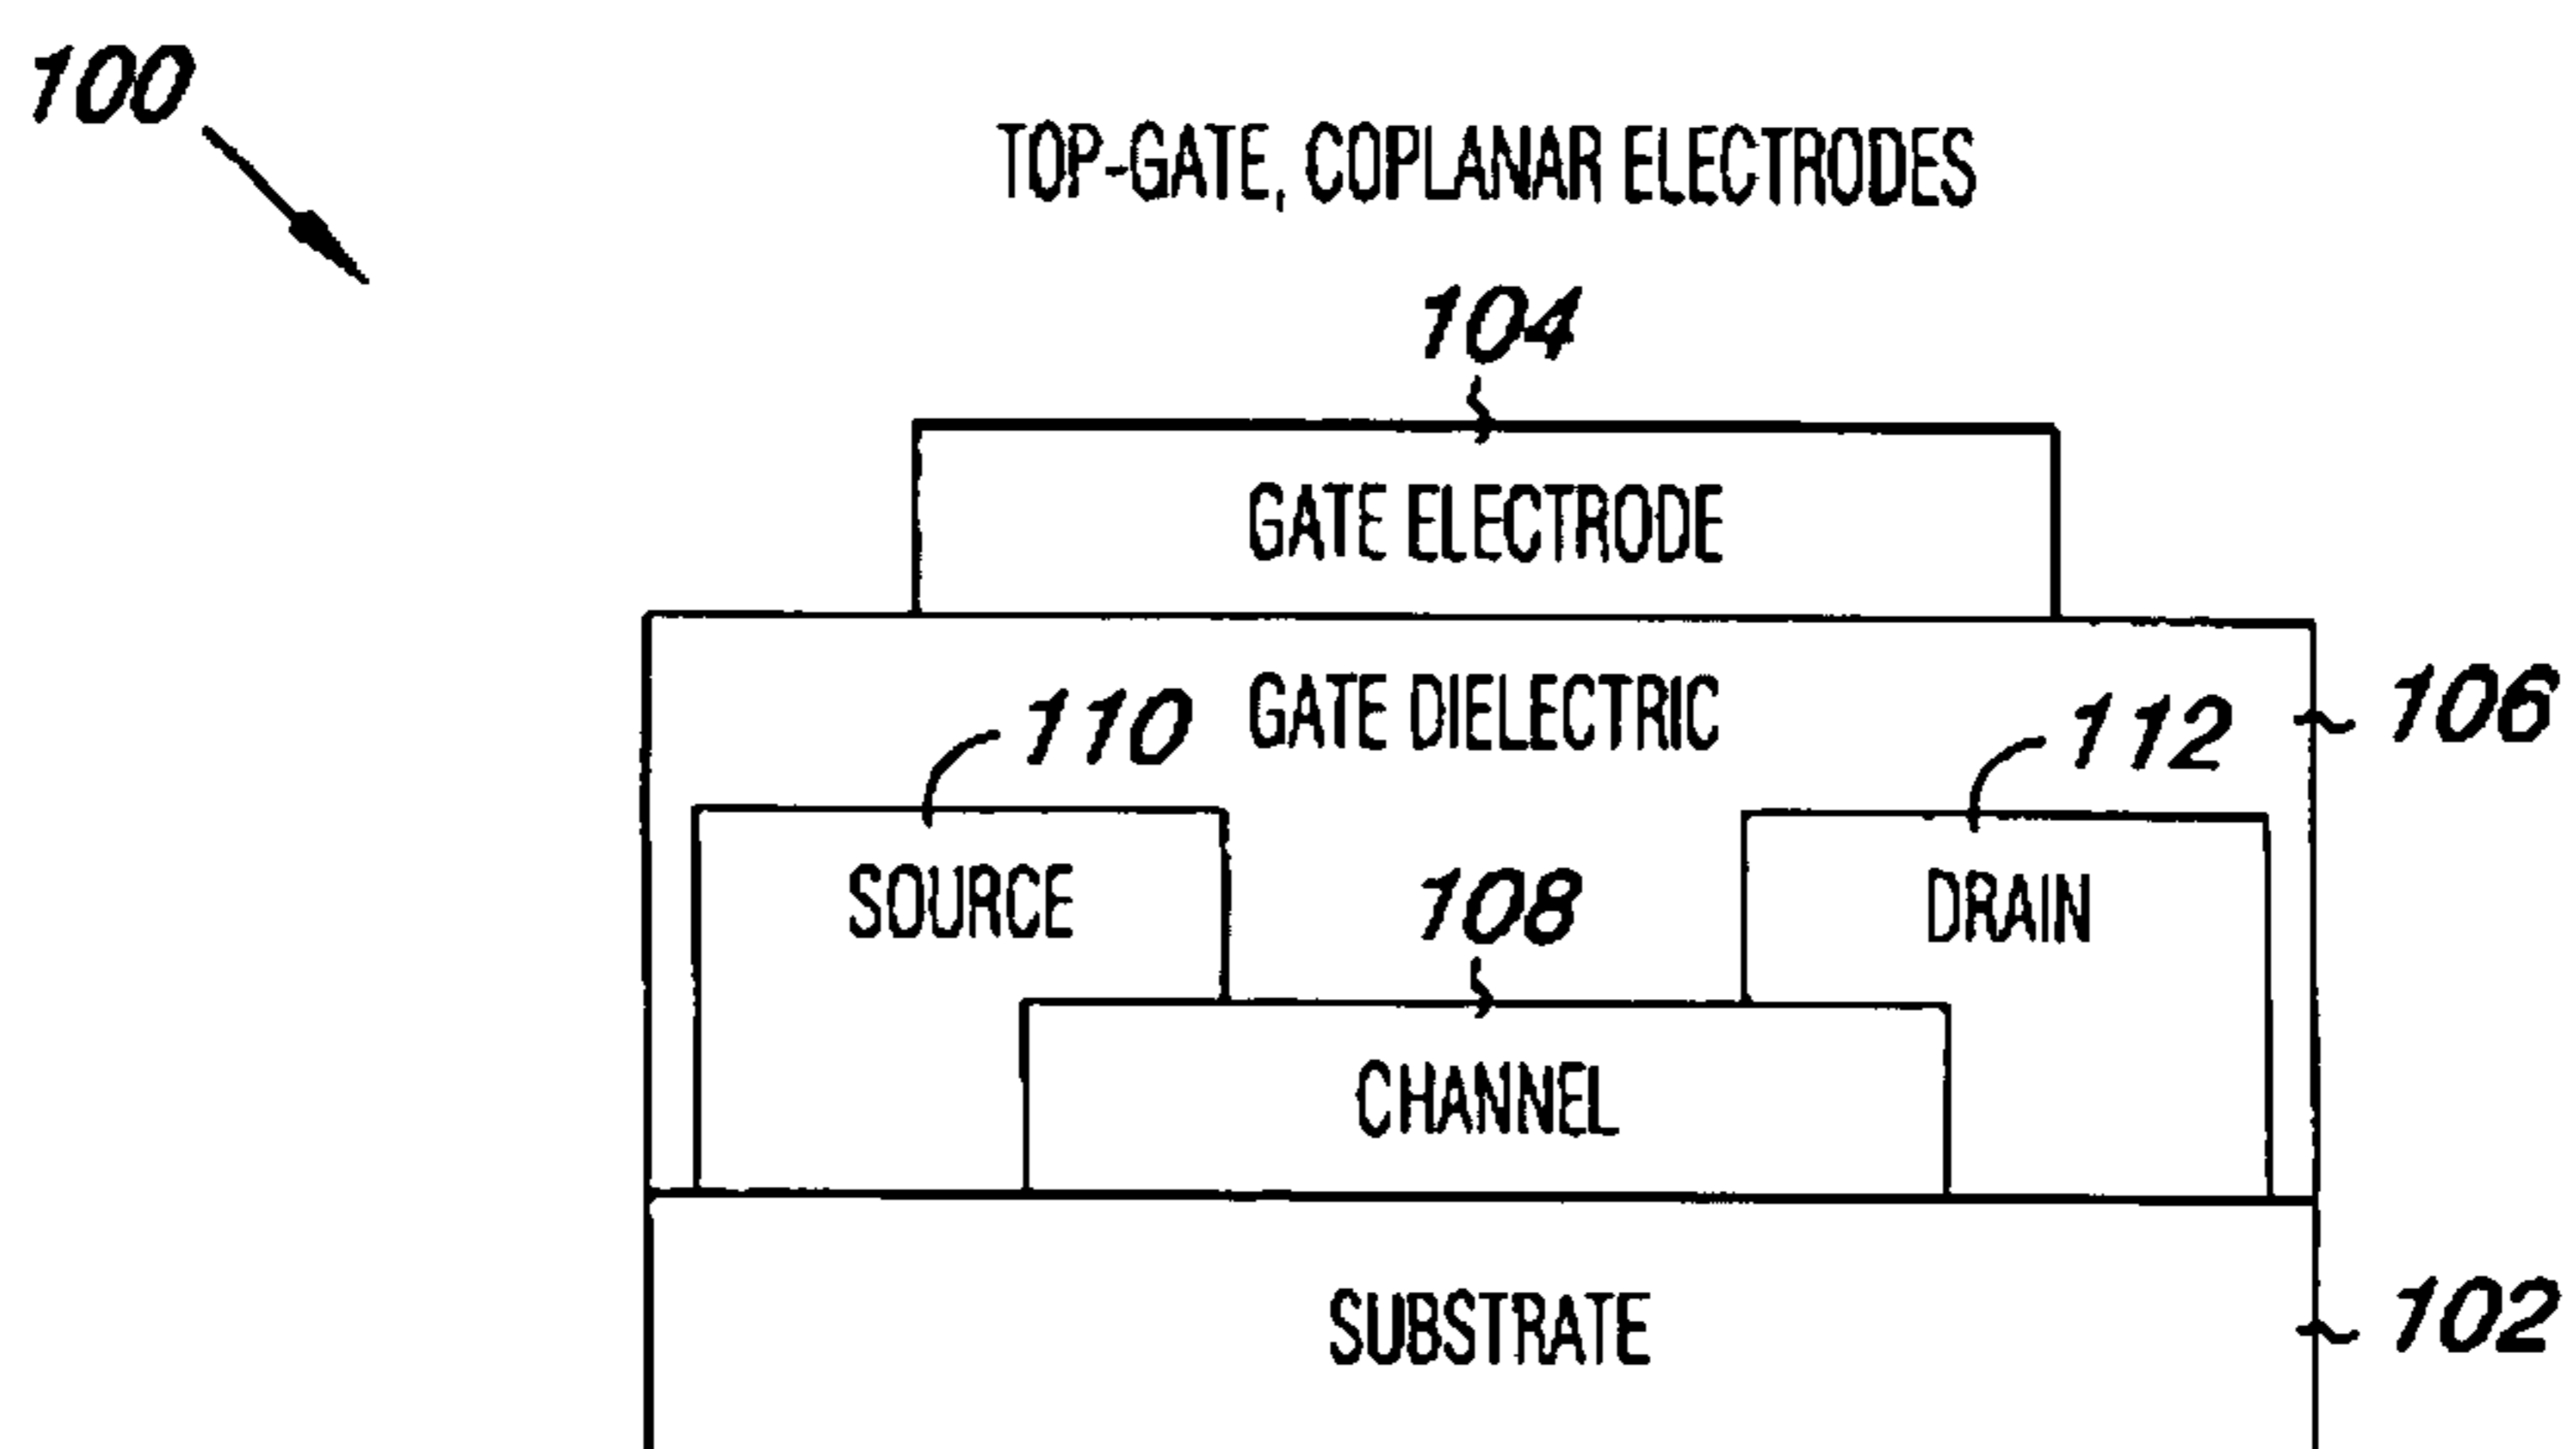 100
TOP-GATE, COPLANAR ELECTRODES
104
GATE ELECTRODE
GATE DIELECTRIC
106
110
112
SOURCE
108
DRAIN
CHANNEL
SUBSTRATE
102